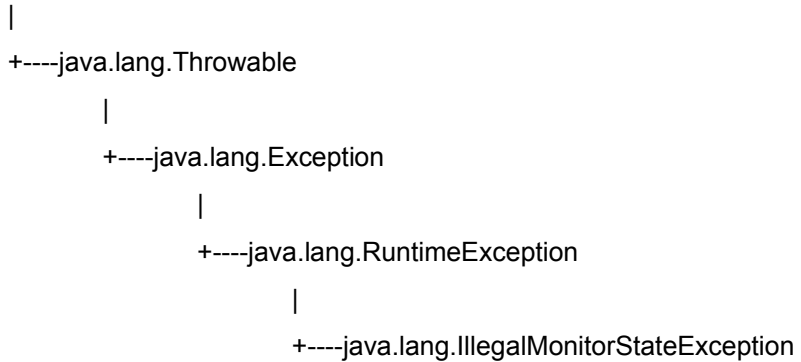 |
+----java.lang.Throwable
|
+----java.lang.Exception
|
+----java.lang.RuntimeException
|
+----java.lang.IllegalMonitorStateException